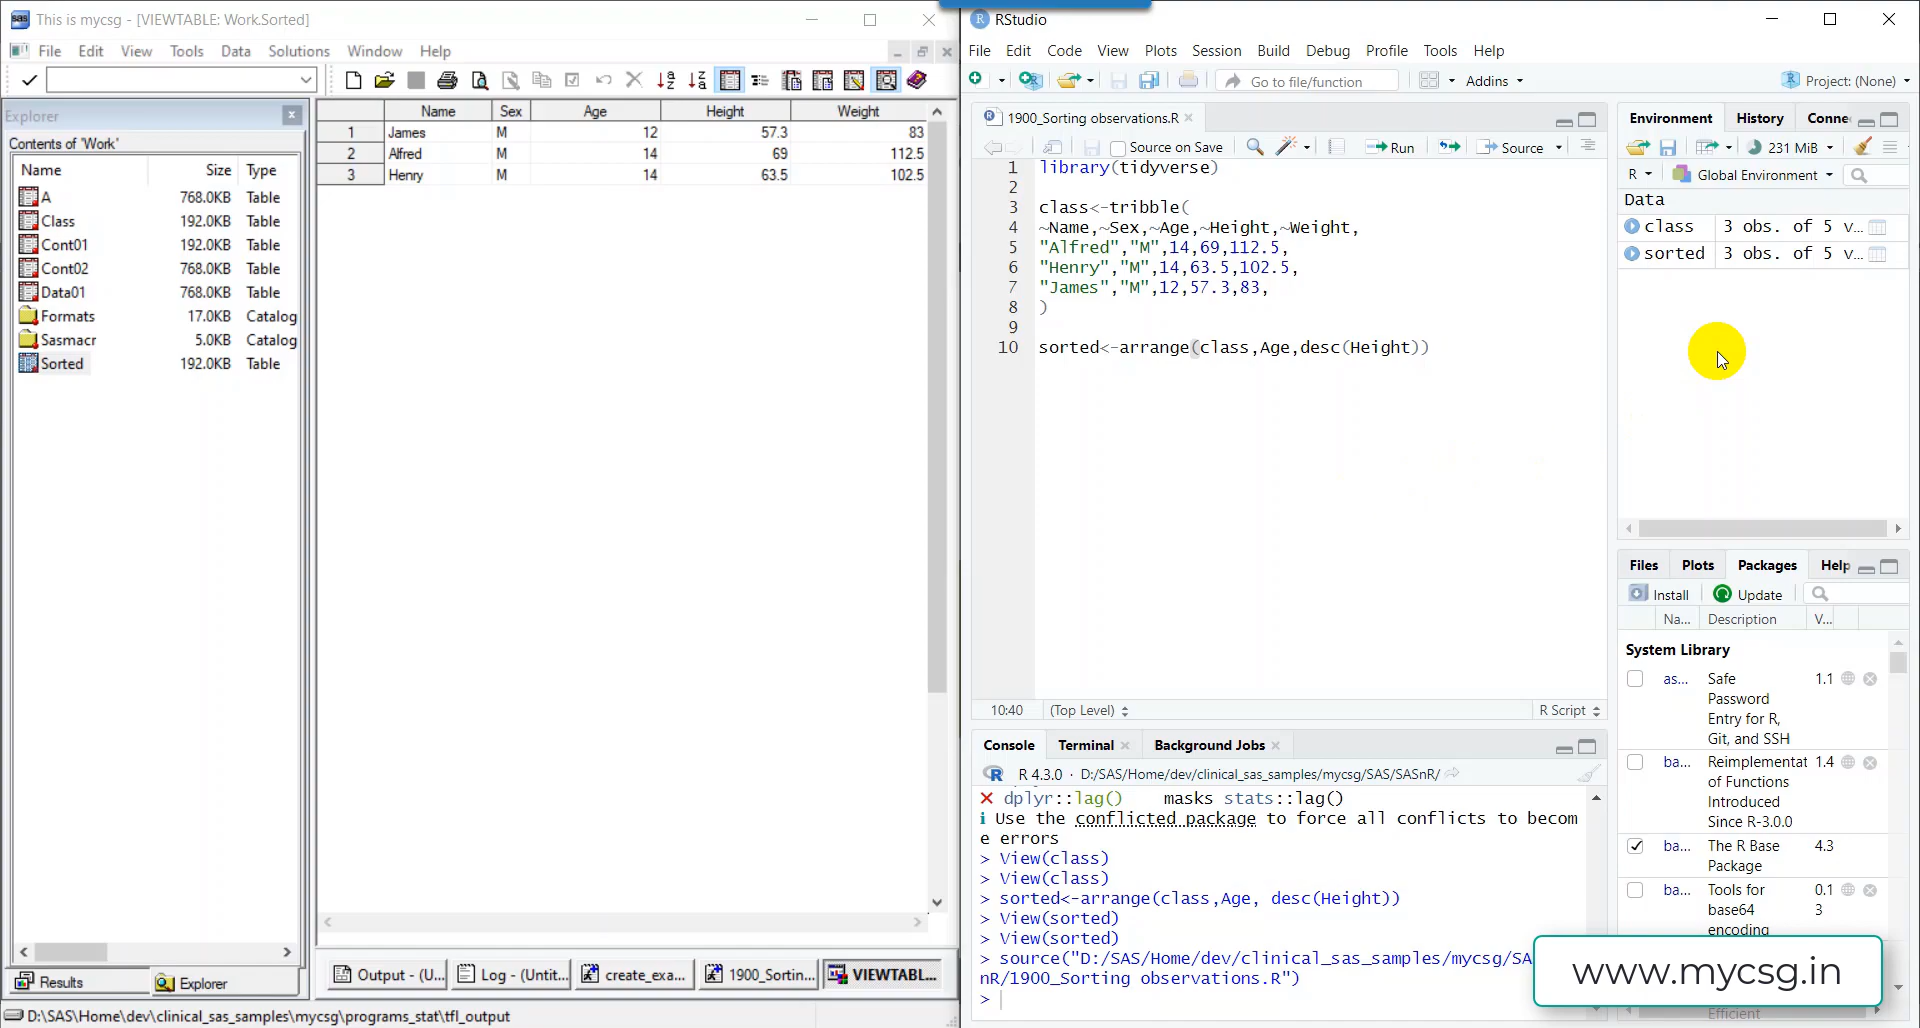 This is mycsg - [VIEWTABLE: Work.Sorted]
File Edit View Tools Data Solutions Window Help
Explorer
Contents of 'Work'
Name Size Type
A 768.0KB Table
Class 192.0KB Table
Cont01 192.0KB Table
Cont02 768.0KB Table
Data01 768.0KB Table
Formats 17.0KB Catalog
Sasmacr 5.0KB Catalog
Sorted 192.0KB Table
Name Sex Age Height Weight
1 James M 12 57.3 83
2 Alfred M 14 69 112.5
3 Henry M 14 63.5 102.5
Results Explorer
Output - (U... Log - (Untit... create_exa... 1900_Sortin... VIEWTABL...
D:\SAS\Home\dev\clinical_sas_samples\mycsg\programs_stat\tfl_output
RStudio
File Edit Code View Plots Session Build Debug Profile Tools Help
Go to file/function Addins Project: (None)
1900_Sorting observations.R
Source on Save Run Source
1 library(tidyverse)
2
3 class<-tribble(
4 ~Name,~Sex,~Age,~Height,~Weight,
5 "Alfred","M",14,69,112.5,
6 "Henry","M",14,63.5,102.5,
7 "James","M",12,57.3,83,
8 )
9
10 sorted<-arrange(class,Age,desc(Height))
10:40 (Top Level) R Script
Console Terminal Background Jobs
R 4.3.0 · D:/SAS/Home/dev/clinical_sas_samples/mycsg/SAS/SASnR/
✕ dplyr::lag() masks stats::lag()
i Use the conflicted package to force all conflicts to becom
e errors
> View(class)
> View(class)
> sorted<-arrange(class,Age, desc(Height))
> View(sorted)
> View(sorted)
> source("D:/SAS/Home/dev/clinical_sas_samples/mycsg/SAS/SA
nR/1900_Sorting observations.R")
>
Environment History Conne
231 MiB
R Global Environment
Data
class 3 obs. of 5 v...
sorted 3 obs. of 5 v...
Files Plots Packages Help
Install Update
Na... Description V...
System Library
as... Safe 1.1
Password
Entry for R,
Git, and SSH
ba... Reimplementat 1.4
of Functions
Introduced
Since R-3.0.0
ba... The R Base 4.3
Package
ba... Tools for 0.1
base64 3
encoding
www.mycsg.in
Efficient